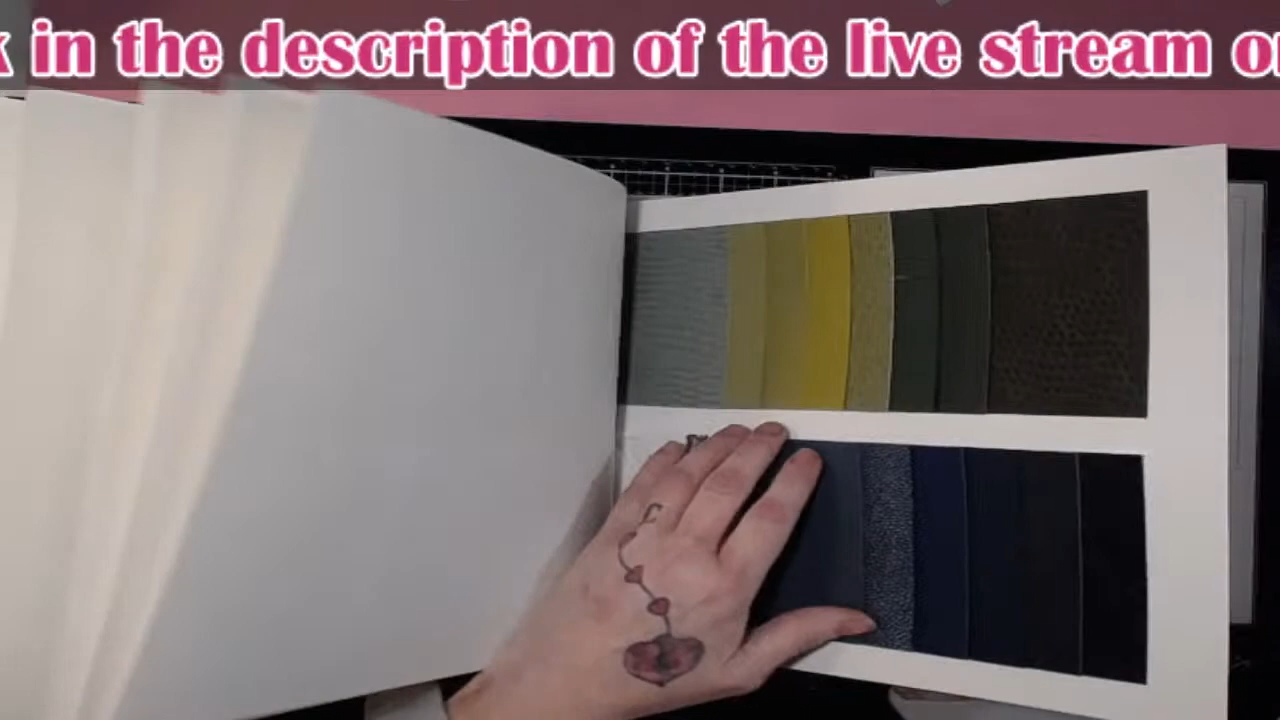 in the description of the live stream